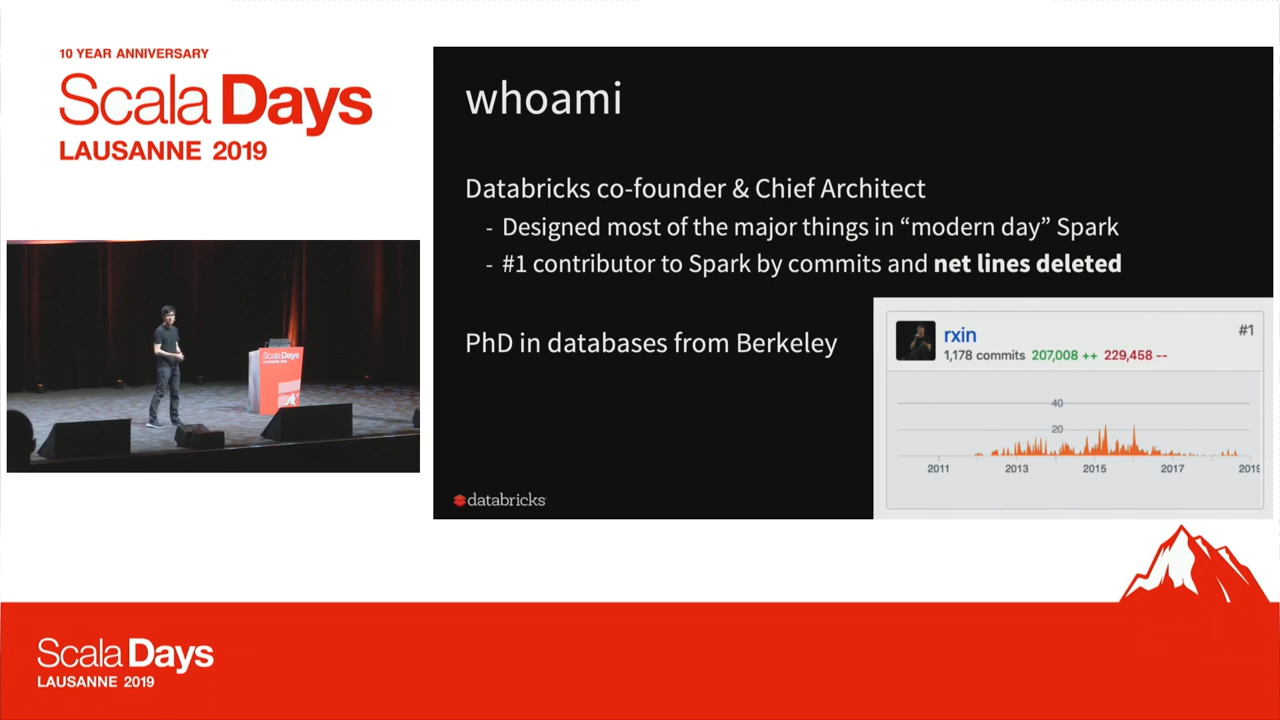 10 YEAR ANNIVERSARY
Scala Days
LAUSANNE 2019
Scala Days
whoami
Databricks co-founder & Chief Architect
- Designed most of the major things in “modern day” Spark
- #1 contributor to Spark by commits and net lines deleted
PhD in databases from Berkeley
rxin
#1
1,178 commits 207,008 ++ 229,458 --
40
20
2011 2013 2015 2017 2019
databricks
Scala Days
LAUSANNE 2019